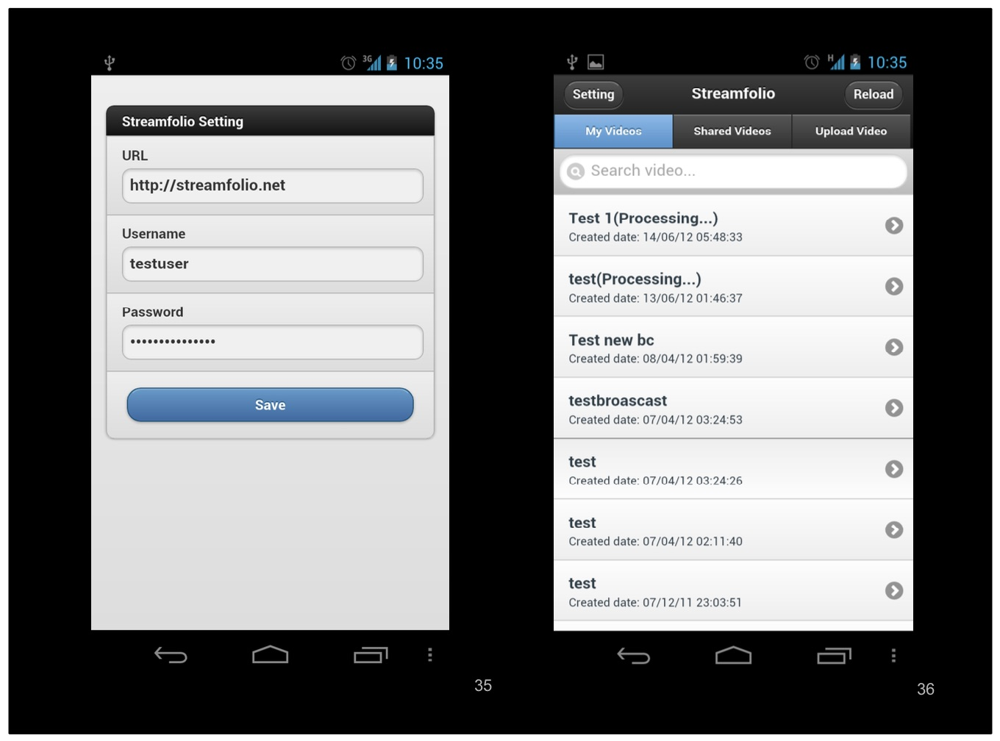 3G 10:35
Streamfolio Setting
URL
http://streamfolio.net
Username
testuser
Password
•••••••••••••••
Save
35
H 10:35
Setting Streamfolio Reload
My Videos Shared Videos Upload Video
Search video...
Test 1(Processing...)
Created date: 14/06/12 05:48:33
test(Processing...)
Created date: 13/06/12 01:46:37
Test new bc
Created date: 08/04/12 01:59:39
testbroascast
Created date: 07/04/12 03:24:53
test
Created date: 07/04/12 03:24:26
test
Created date: 07/04/12 02:11:40
test
Created date: 07/12/11 23:03:51
36